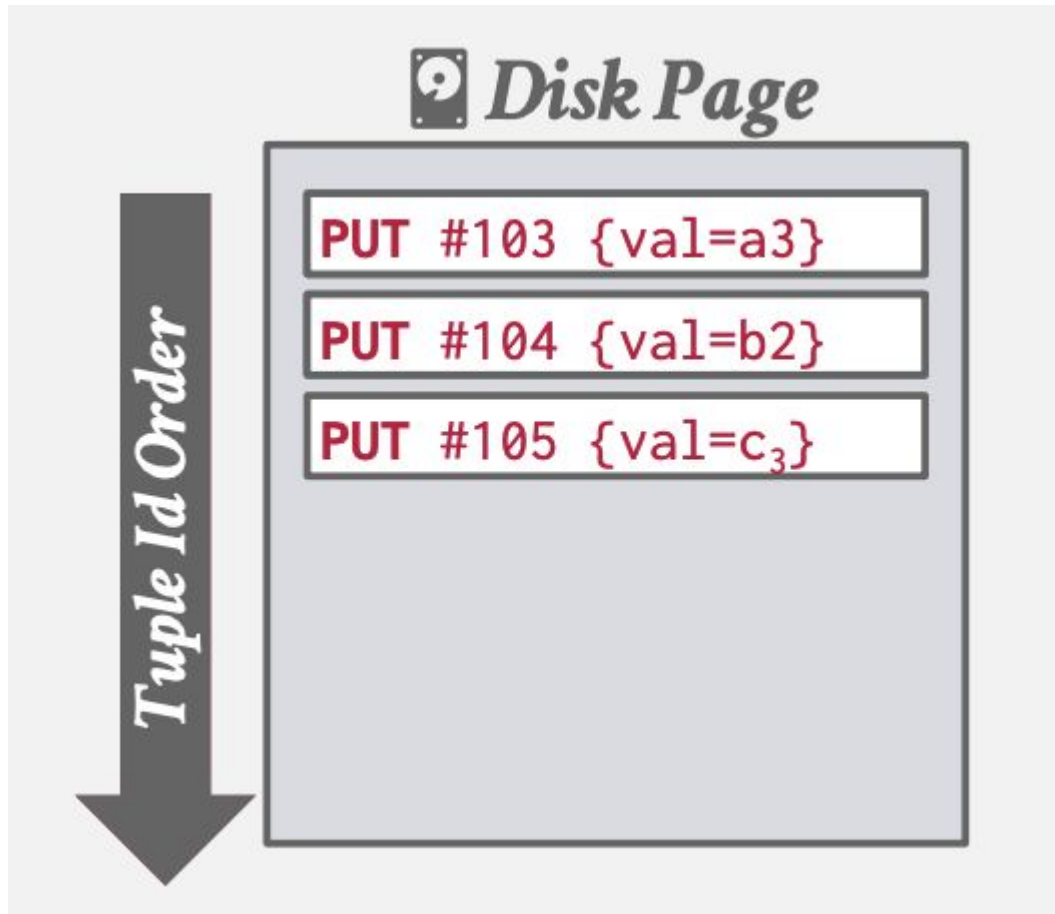 Disk Page
PUT #103 {val=a3}
PUT #104 {val=b2}
PUT #105 {val=c₃}
Tuple Id Order